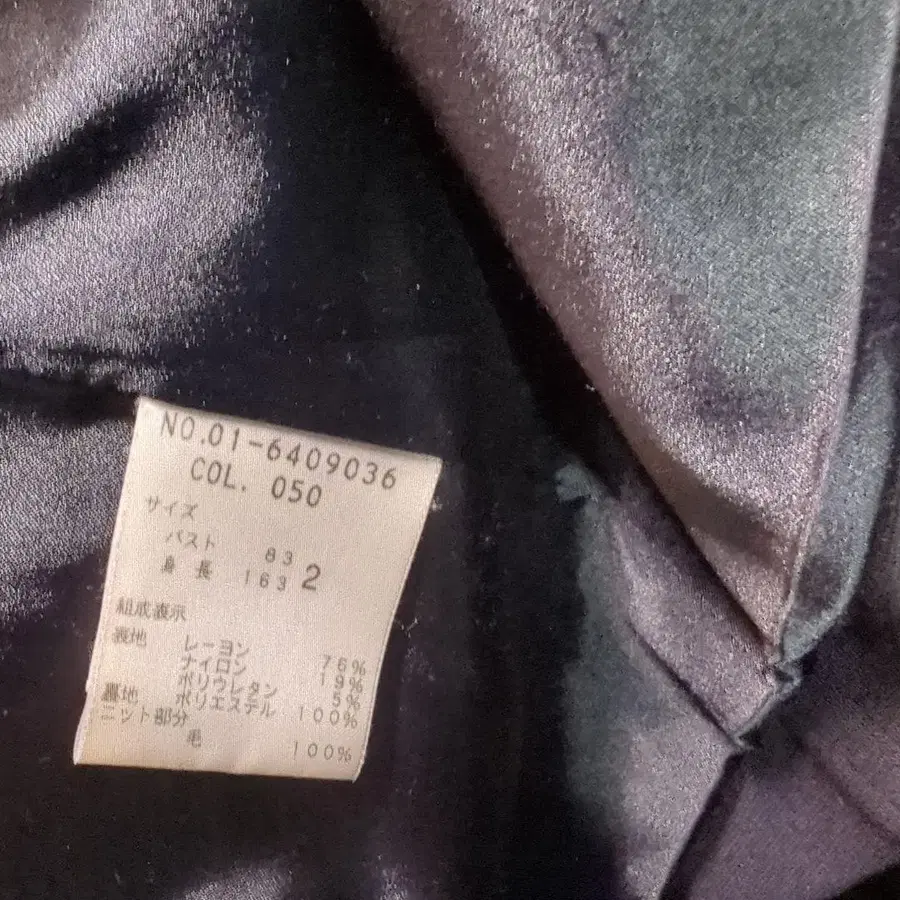 NO.01-6409036
COL. 050
サイズ
バスト 83
身長 163 2
組成表示
表地 レーヨン 76%
ナイロン 19%
ポリウレタン 5%
裏地 ポリエステル 100%
ニット部分
毛 100%